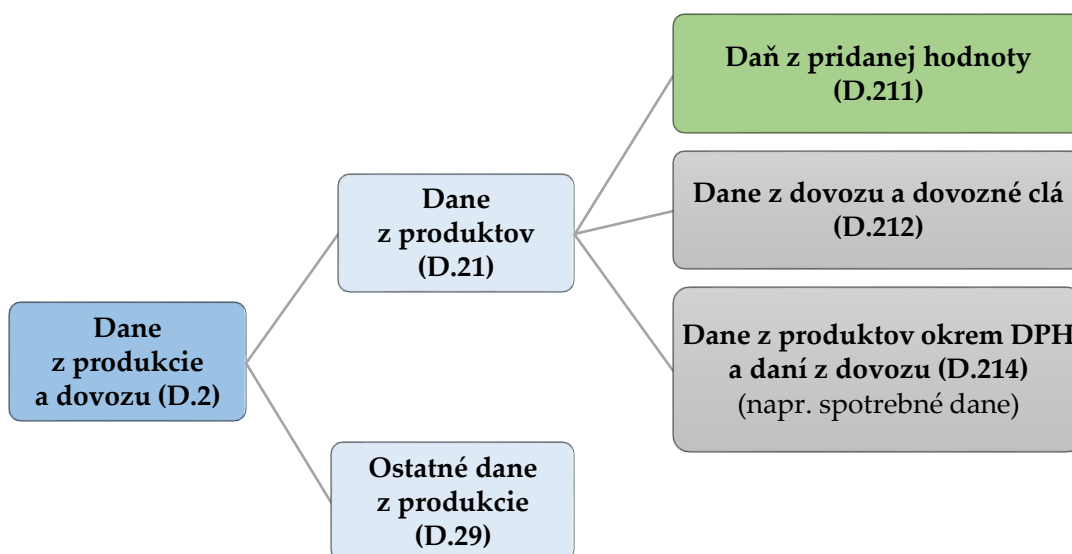 Daň z pridanej hodnoty
(D.211)
Dane z dovozu a dovozné clá
(D.212)
Dane z produktov okrem DPH
a daní z dovozu (D.214)
(napr. spotrebné dane)
Dane
z produktov
(D.21)
Ostatné dane
z produkcie
(D.29)
Dane
z produkcie
a dovozu (D.2)